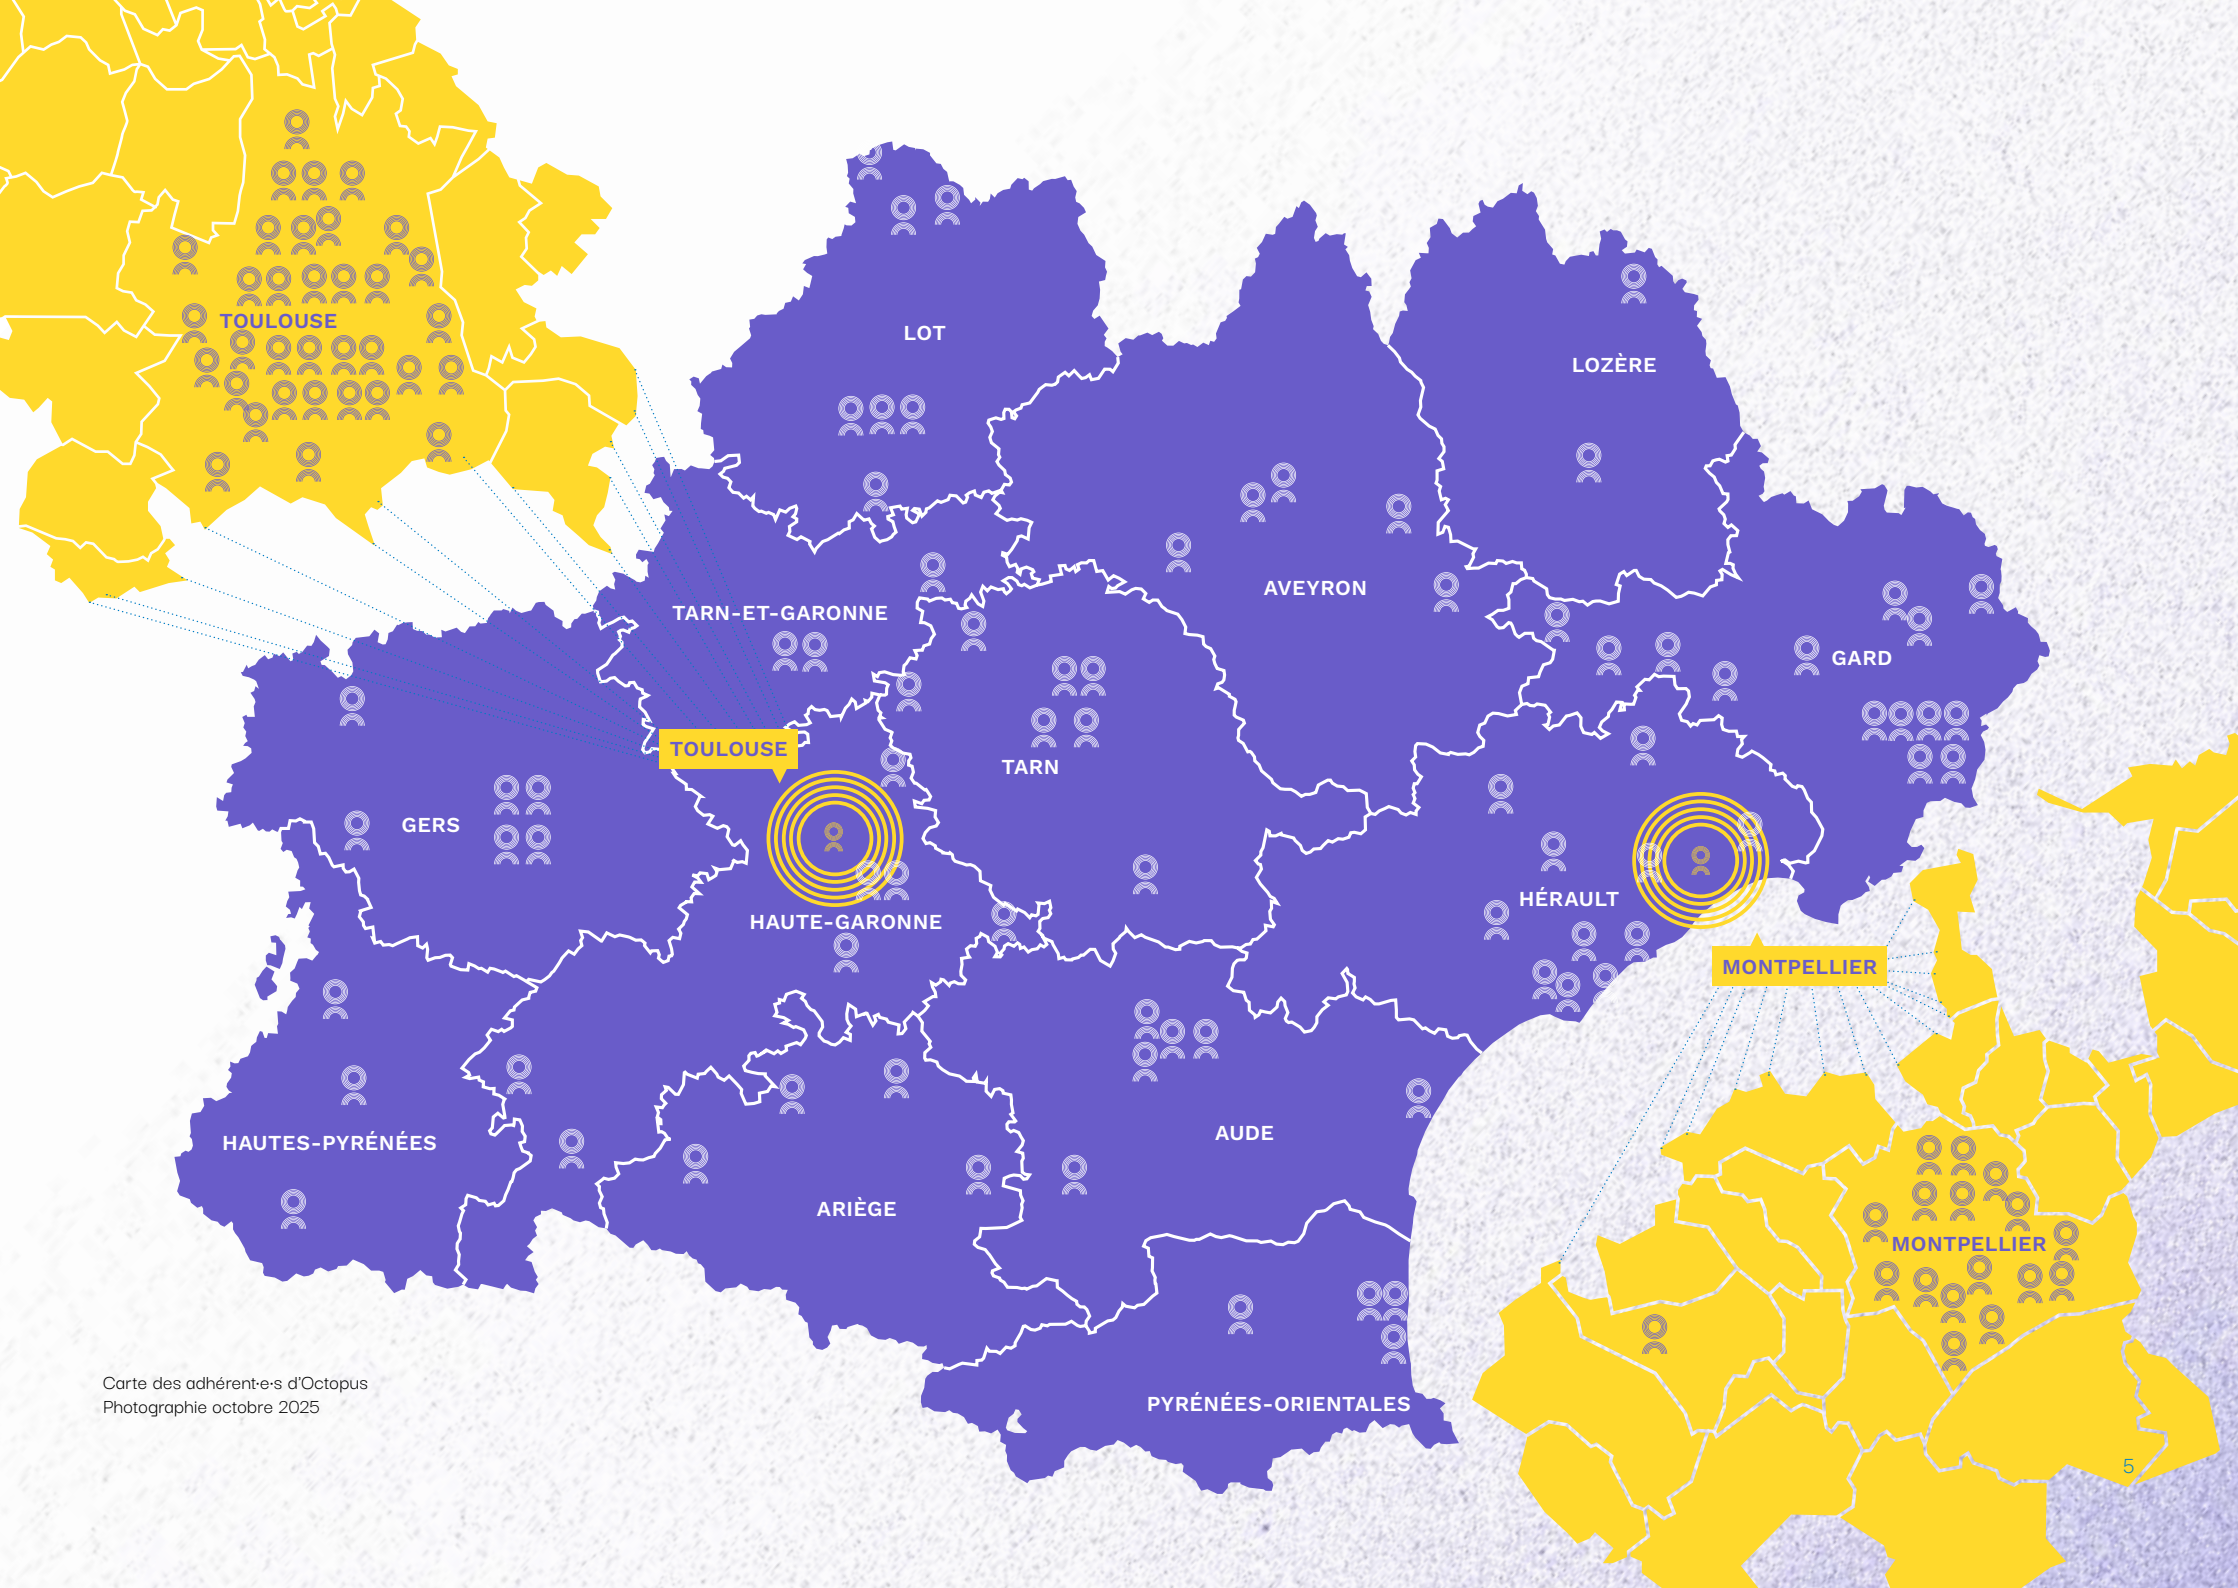 TOULOUSE
LOT
LOZÈRE
TARN-ET-GARONNE
AVEYRON
GARD
TOULOUSE
TARN
GERS
HÉRAULT
HAUTE-GARONNE
MONTPELLIER
HAUTES-PYRÉNÉES
AUDE
ARIÈGE
MONTPELLIER
PYRÉNÉES-ORIENTALES
Carte des adhérent·e·s d'Octopus
Photographie octobre 2025
5